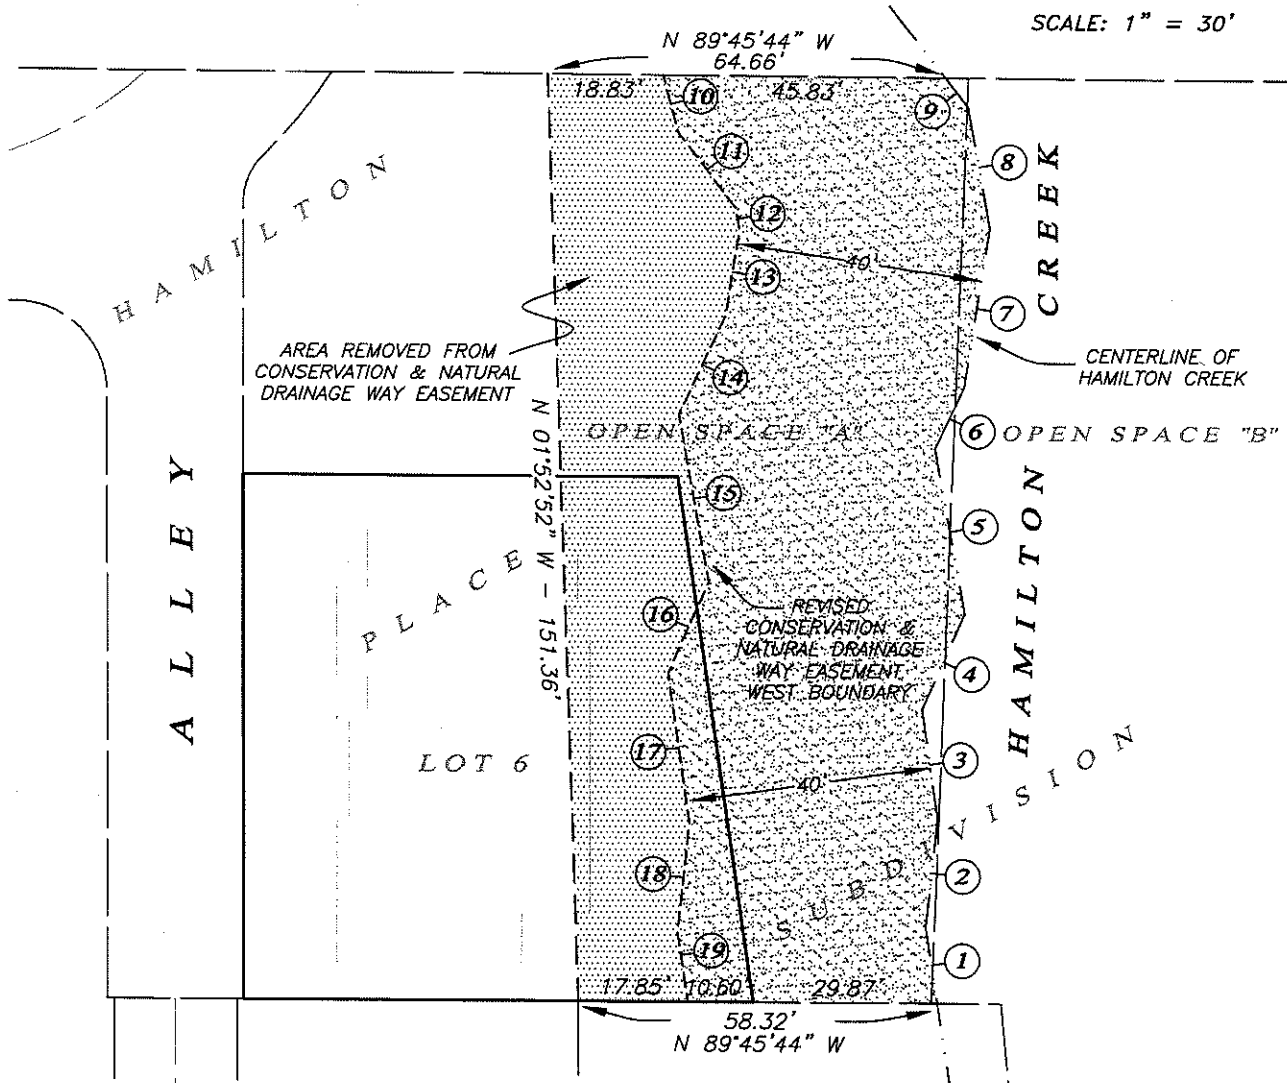 SCALE: 1" = 30'
N 89°45'44" W
64.66'
18.83'
45.83'
10
9
11
8
12
HAMILTON
40'
13
7
CREEK
AREA REMOVED FROM
CONSERVATION & NATURAL
DRAINAGE WAY EASEMENT
14
CENTERLINE OF
HAMILTON CREEK
OPEN SPACE "A"
6
OPEN SPACE "B"
N 01°52'52" W – 151.36'
15
5
ALLEY
PLACE
HAMILTON
16
REVISED
CONSERVATION &
NATURAL DRAINAGE
WAY EASEMENT
WEST BOUNDARY
4
LOT 6
17
3
40'
18
2
SUBDIVISION
19
1
17.85'
10.60'
29.87'
58.32'
N 89°45'44" W